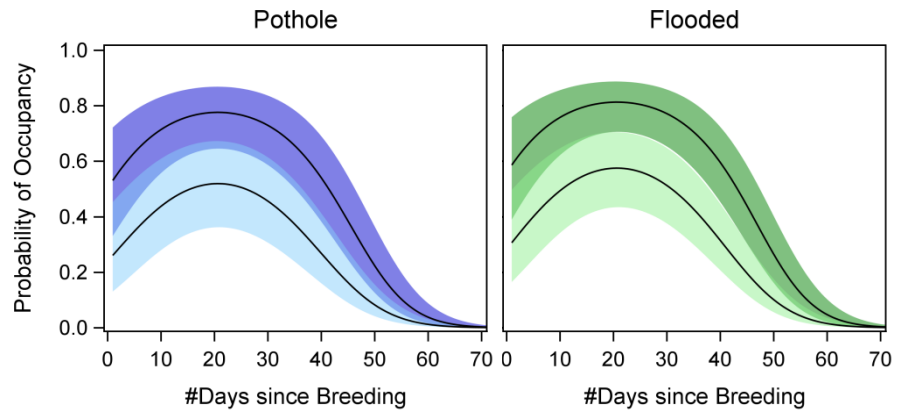 Pothole
Flooded
Probability of Occupancy
1.0
0.8
0.6
0.4
0.2
0.0
0 10 20 30 40 50 60 70
0 10 20 30 40 50 60 70
#Days since Breeding
#Days since Breeding